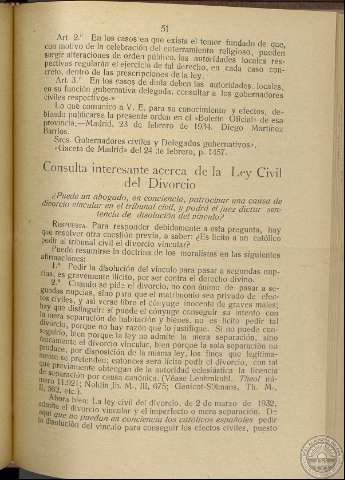 51
Art. 2.º En los casos en que exista el temor fundado de que,
con motivo de la celebración del enterramiento religioso, pueden
surgir alteraciones de orden público, las autoridades locales res-
pectivas regularán el ejercicio de tal derecho, en cada caso con-
creto, dentro de las prescripciones de la ley.
Art. 3.º En los casos de duda deben las autoridades locales,
en su función gubernativa delegada, consultar a los gobernadores
civiles respectivos.»
Lo que comunico a V. E. para su conocimiento y efectos, de-
biendo publicarse la presente orden en el «Boletín Oficial» de esa
provincia.—Madrid, 23 de febrero de 1934. Diego Martínez
Barrios.
Sres. Gubernadores civiles y Delegados gubernativos».
«Gaceta de Madrid» del 24 de febrero, p. 1457.
Consulta interesante acerca de la Ley Civil
del Divorcio
¿Puede un abogado, en conciencia, patrocinar una causa de
divorcio vincular en el tribunal civil, y podrá el juez dictar sen-
tencia de disolución del vínculo?
Respuesta. Para responder debidamente a esta pregunta, hay
que resolver otra cuestión previa, a saber: ¿Es lícito a un católico
pedir al tribunal civil el divorcio vincular?
Puede resumirse la doctrina de los moralistas en las siguientes
afirmaciones:
1.ª Pedir la disolución del vínculo para pasar a segundas nup-
cias, es gravemente ilícito, por ser contra el derecho divino.
2.ª Cuando se pide el divorcio, no con ánimo de pasar a se-
gundas nupcias, sino para que el matrimonio sea privado de efec-
tos civiles, y así verse libre el cónyuge inocente de graves males;
hay que distinguir: si puede el cónyuge conseguir su intento con
la mera separación de habitación y bienes, no es lícito pedir tal
divorcio, porque no hay razón que lo justifique. Si no puede con-
seguirlo, bien porque la ley no admite la mera separación, sino
únicamente el divorcio vincular, bien porque la sola separación no
produce, por disposición de la misma ley, los fines que legítima-
mente se pretenden; entonces será lícito pedir el divorcio, con tal
que previamente obtengan de la autoridad eclesiástica la licencia
de separación por causa canónica. (Véase Lenhmkuhl. Theol nú-
mero 11.921; Noldin Th. M., III, 675; Genicot-Salmans, Th. M.,
II, 562, etc.).
Ahora bien: La ley civil del divorcio, de 2 de marzo de 1932,
admite el divorcio vincular y el imperfecto o mera separación. D-
aquí que no puedan en conciencia los católicos españoles pedir
la disolución del vínculo para conseguir los efectos civiles, puesto